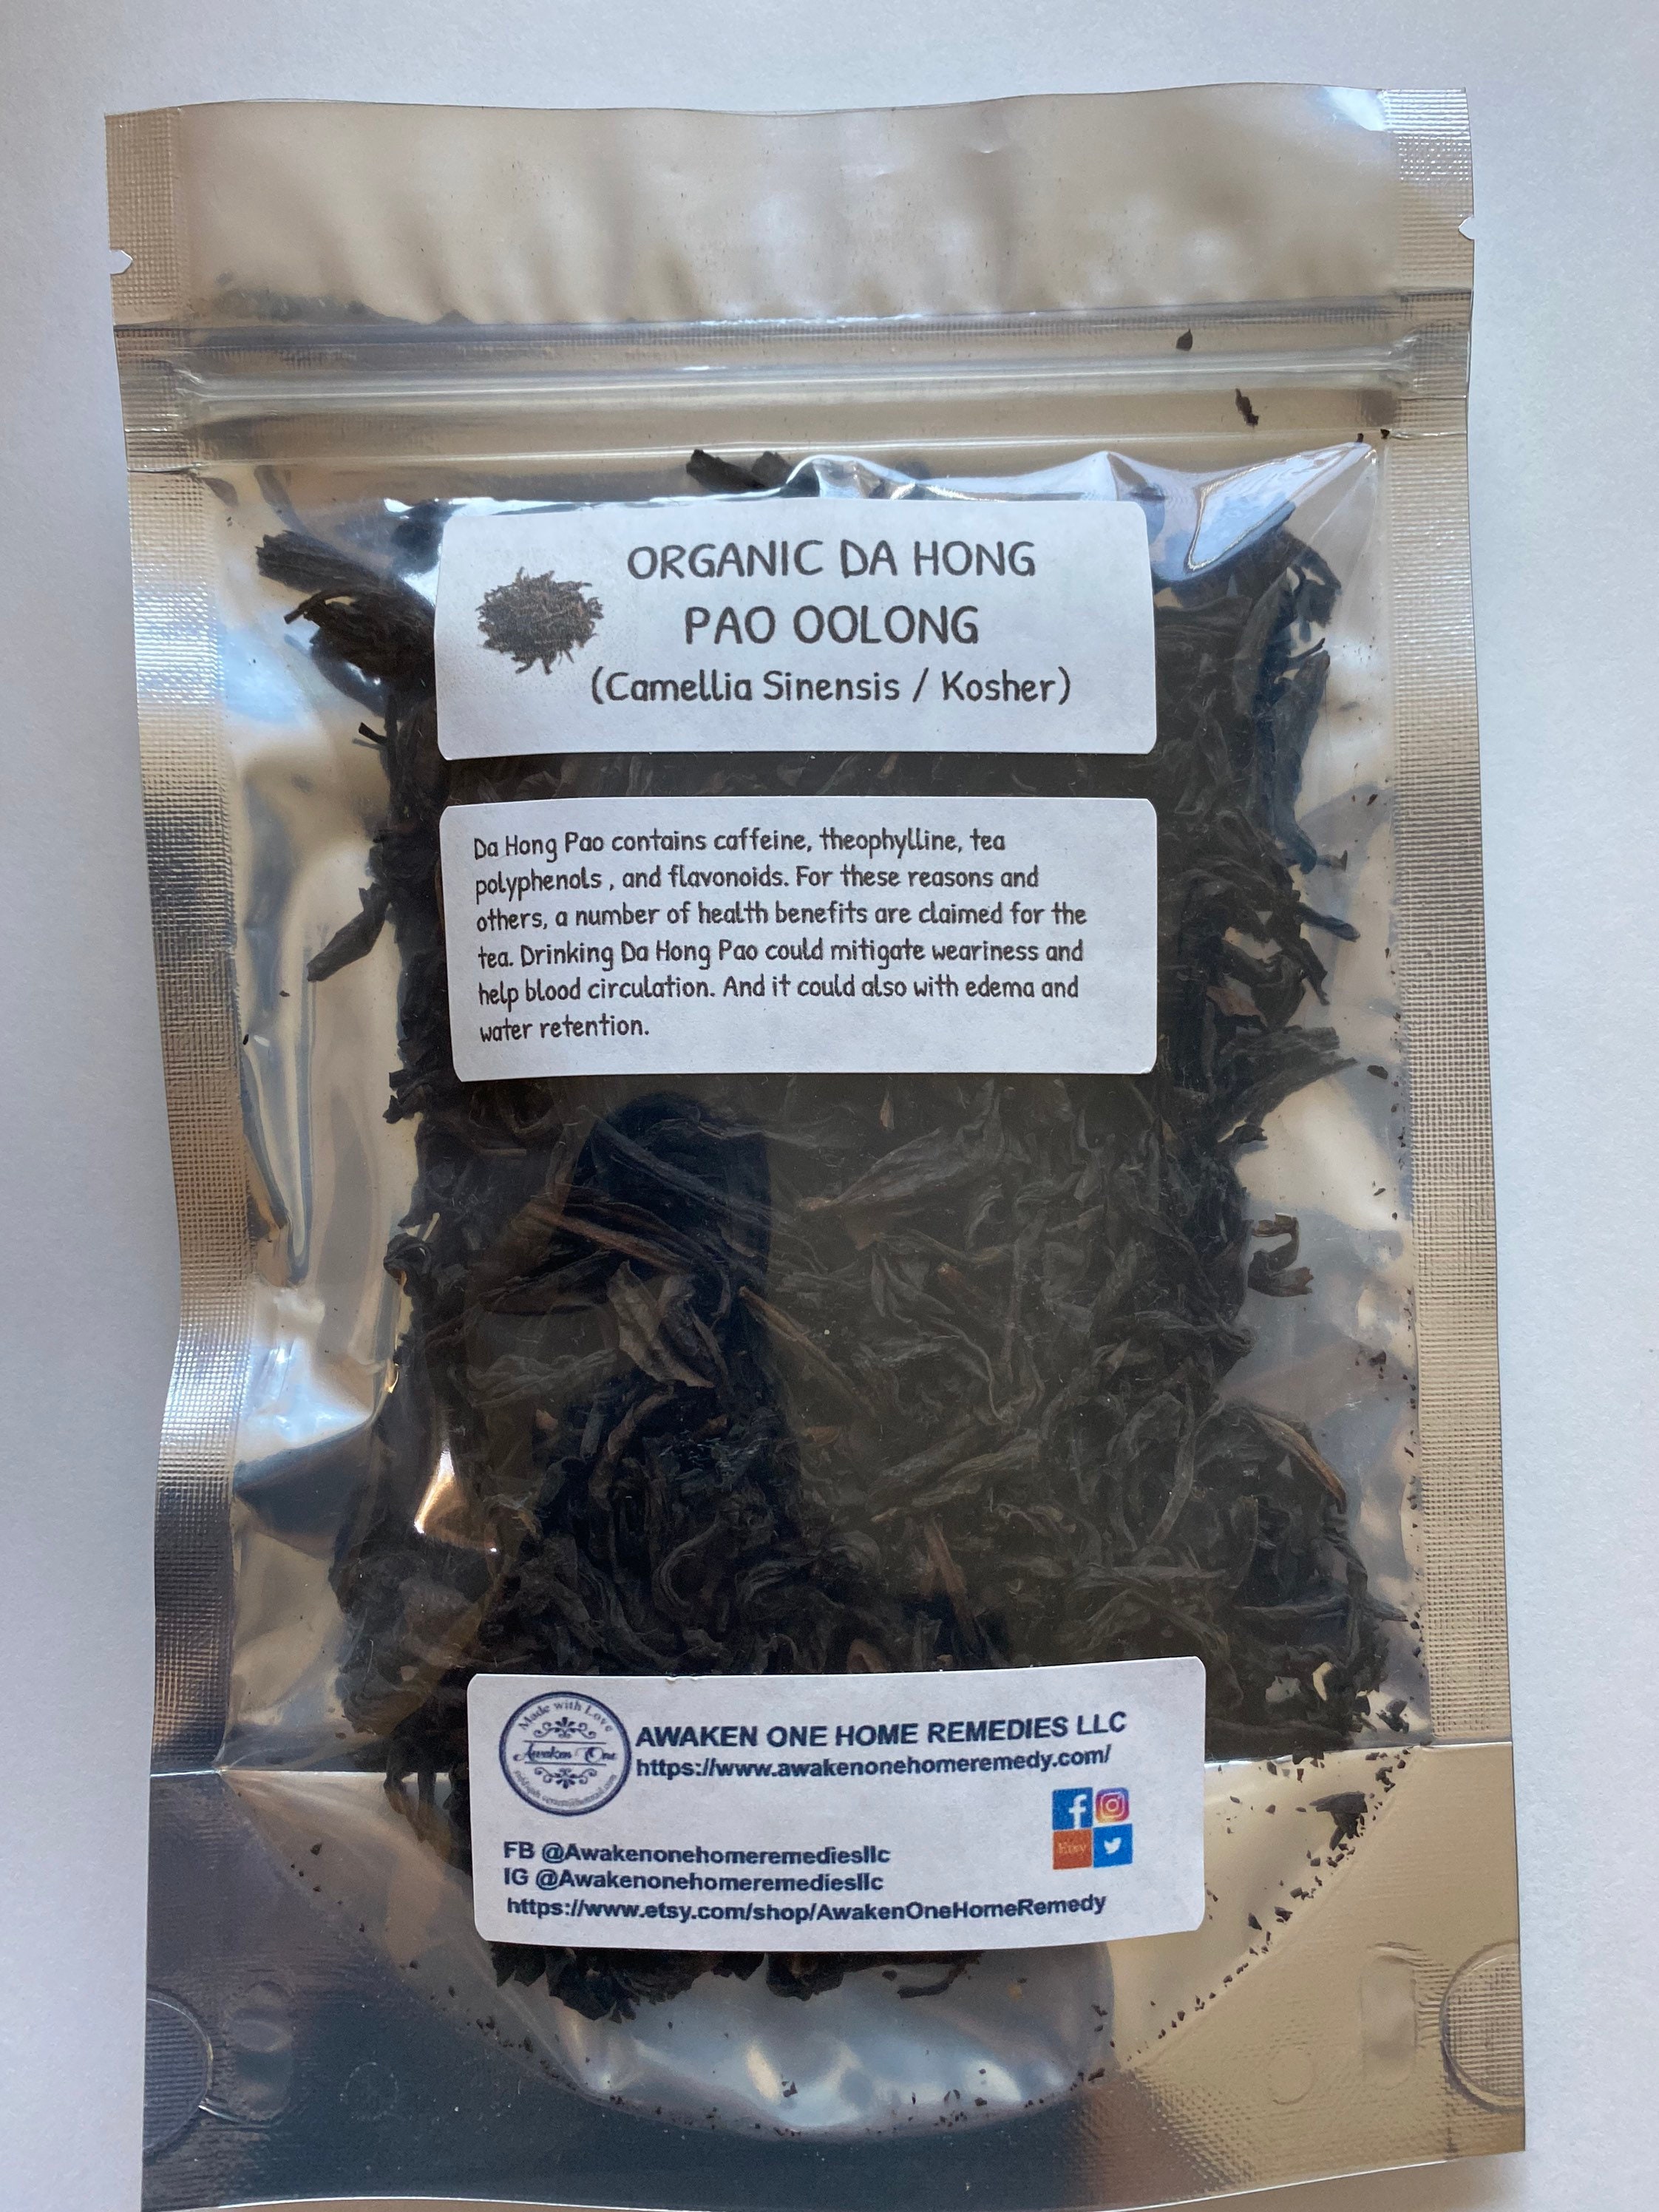 ORGANIC DA HONG
PAO OOLONG
(Camellia Sinensis / Kosher)
Da Hong Pao contains caffeine, theophylline, tea
polyphenols , and flavonoids. For these reasons and
others, a number of health benefits are claimed for the
tea. Drinking Da Hong Pao could mitigate weariness and
help blood circulation. And it could also with edema and
water retention.
Made with Love
Awaken One
AWAKEN ONE HOME REMEDIES LLC
https://www.awakenonehomeremedy.com/
Etsy
FB @Awakenonehomeremediesllc
IG @Awakenonehomeremediesllc
https://www.etsy.com/shop/AwakenOneHomeRemedy